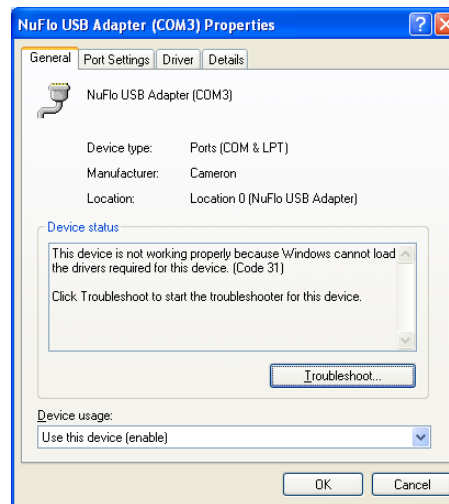 NuFlo USB Adapter (COM3) Properties
General Port Settings Driver Details
NuFlo USB Adapter (COM3)
Device type: Ports (COM & LPT)
Manufacturer: Cameron
Location: Location 0 (NuFlo USB Adapter)
Device status
This device is not working properly because Windows cannot load
the drivers required for this device. (Code 31)
Click Troubleshoot to start the troubleshooter for this device.
Troubleshoot...
Device usage:
Use this device (enable)
OK Cancel